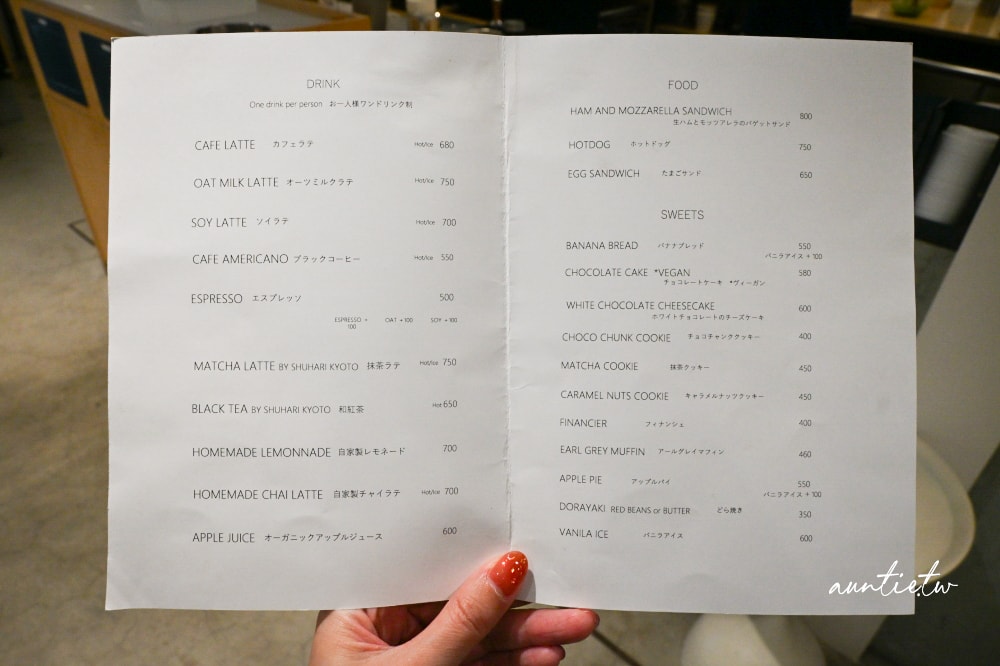 DRINK
One drink per person お一人様ワンドリンク制
CAFE LATTE カフェラテ Hot/Ice 680
OAT MILK LATTE オーツミルクラテ Hot/Ice 750
SOY LATTE ソイラテ Hot/Ice 700
CAFE AMERICANO ブラックコーヒー Hot/Ice 550
ESPRESSO エスプレッソ 500
ESPRESSO + 100 OAT +100 SOY +100
MATCHA LATTE BY SHUHARI KYOTO 抹茶ラテ Hot/Ice 750
BLACK TEA BY SHUHARI KYOTO 和紅茶 Hot 650
HOMEMADE LEMONNADE 自家製レモネード 700
HOMEMADE CHAI LATTE 自家製チャイラテ Hot/Ice 700
APPLE JUICE オーガニックアップルジュース 600
FOOD
HAM AND MOZZARELLA SANDWICH 800
生ハムとモッツアレラのバゲットサンド
HOTDOG ホットドッグ 750
EGG SANDWICH たまごサンド 650
SWEETS
BANANA BREAD バナナブレッド 550
バニラアイス + 100
CHOCOLATE CAKE *VEGAN 580
チョコレートケーキ *ヴィーガン
WHITE CHOCOLATE CHEESECAKE 600
ホワイトチョコレートのチーズケーキ
CHOCO CHUNK COOKIE チョコチャンククッキー 400
MATCHA COOKIE 抹茶クッキー 450
CARAMEL NUTS COOKIE キャラメルナッツクッキー 450
FINANCIER フィナンシェ 400
EARL GREY MUFFIN アールグレイマフィン 460
APPLE PIE アップルパイ 550
バニラアイス + 100
DORAYAKI RED BEANS or BUTTER どら焼き 350
VANILA ICE バニラアイス 600
auntie.tw